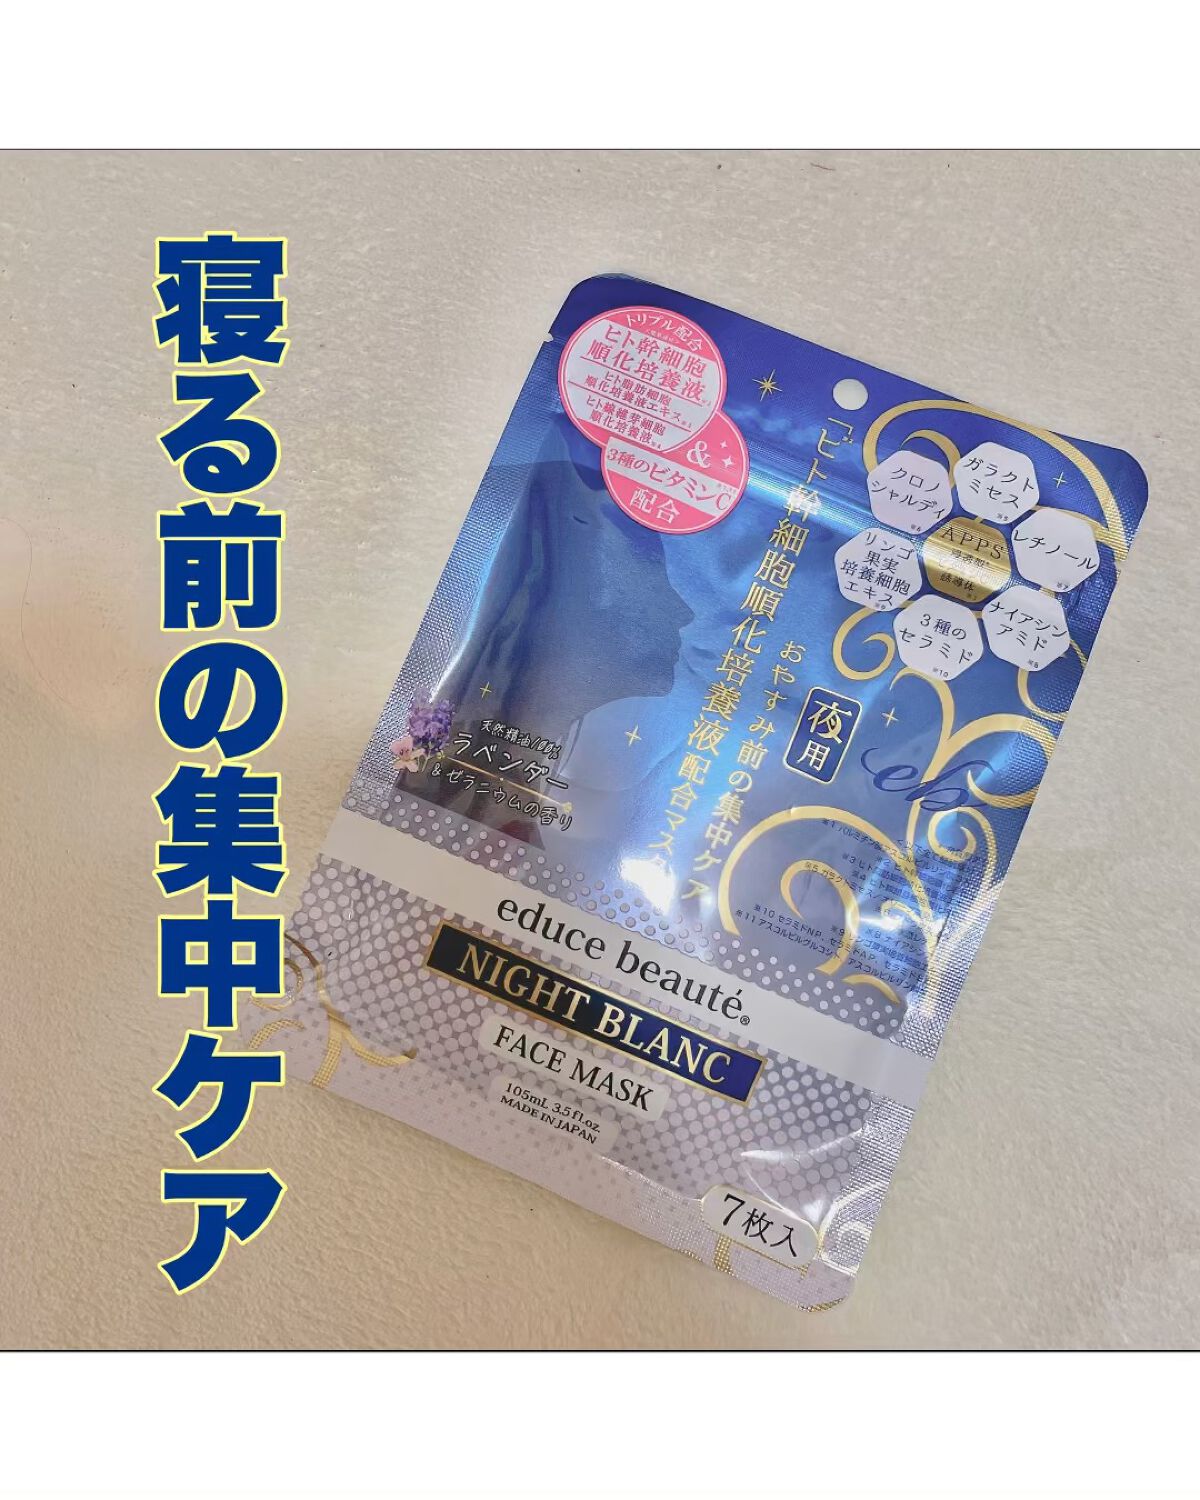 寝る前の集中ケア
トリプル配合
ヒト幹細胞
順化培養液
ヒト脂肪細胞
順化培養液エキス
ヒト線維芽細胞
順化培養液
&
3種のビタミンC
配合
「ヒト幹細胞順化培養液配合マスク
おやすみ前の集中ケア
夜用
ガラクト
ミセス
クロノ
シャルディ
レチノール
APPS
誘導体
リンゴ
果実
培養細胞
エキス
ナイアシン
アミド
3種の
セラミド
eb
天然精油100%
ラベンダー
&ゼラニウムの香り
educe beauté®
NIGHT BLANC
FACE MASK
105mL 3.5 fl.oz.
MADE IN JAPAN
7枚入